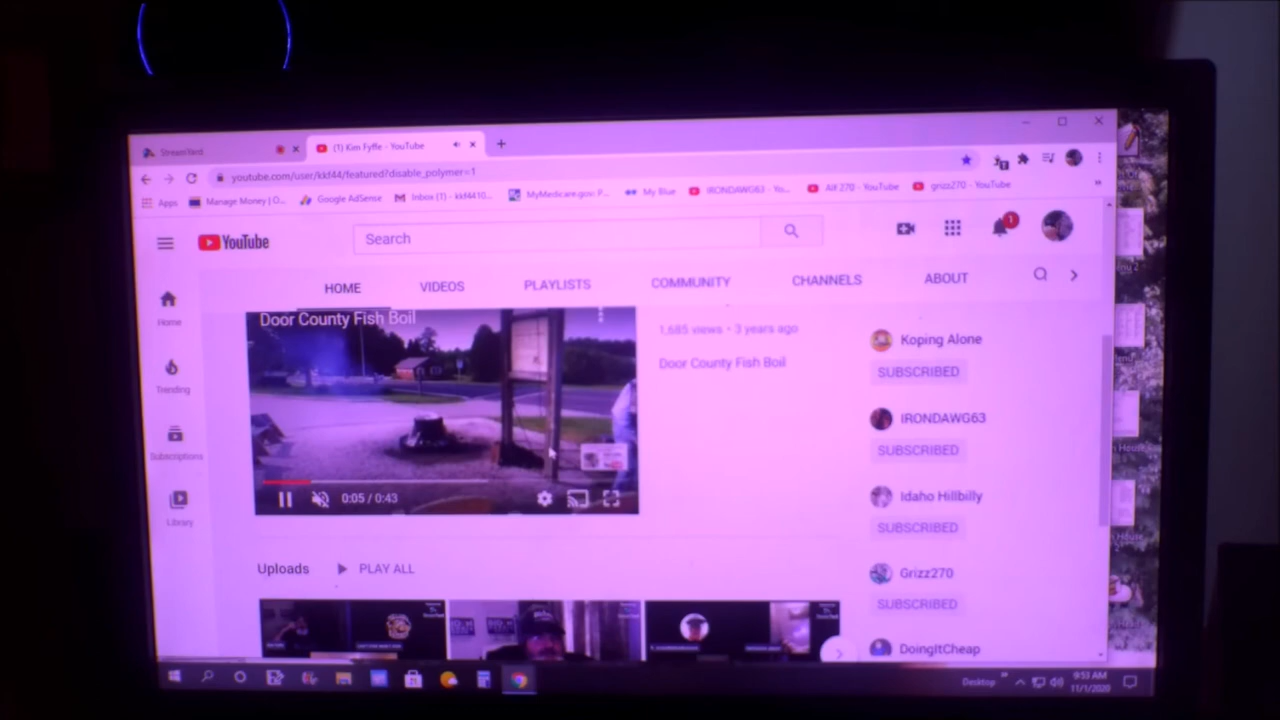 StreamYard
(1) Kim Fyffe - YouTube
youtube.com/user/kkf44/featured?disable_polymer=1
Apps
Manage Money | O...
Google AdSense
Inbox (1) - kkf4410...
MyMedicare.gov: P...
My Blue
IRONDAWG63 - Yo...
Alf 270 - YouTube
grizz270 - YouTube
YouTube
Search
1
HOME
VIDEOS
PLAYLISTS
COMMUNITY
CHANNELS
ABOUT
Home
Trending
Subscriptions
Library
Door County Fish Boil
0:05 / 0:43
1,685 views • 3 years ago
Door County Fish Boil
Koping Alone
SUBSCRIBED
IRONDAWG63
SUBSCRIBED
Idaho Hillbilly
SUBSCRIBED
Grizz270
SUBSCRIBED
DoingItCheap
Uploads
PLAY ALL
Desktop
9:53 AM
11/1/2020